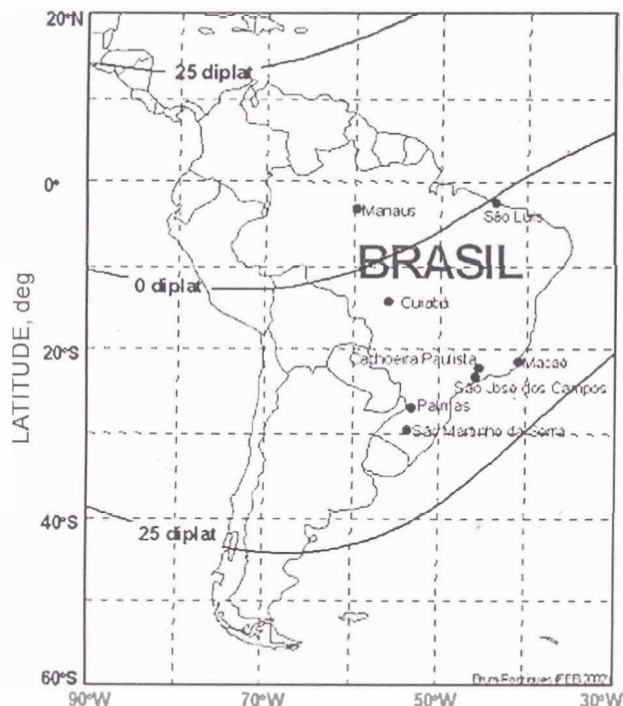 20°N
25 diplat
10°
0°
Manaus
São Luís
BRASIL
0 diplat
Cuiabá
20°S
Cachoeira Paulista
Macaé
São José dos Campos
Palmas
São Martinho da Serra
LATITUDE, deg
40°S
25 diplat
60°S
90°W
70°W
50°W
30°W